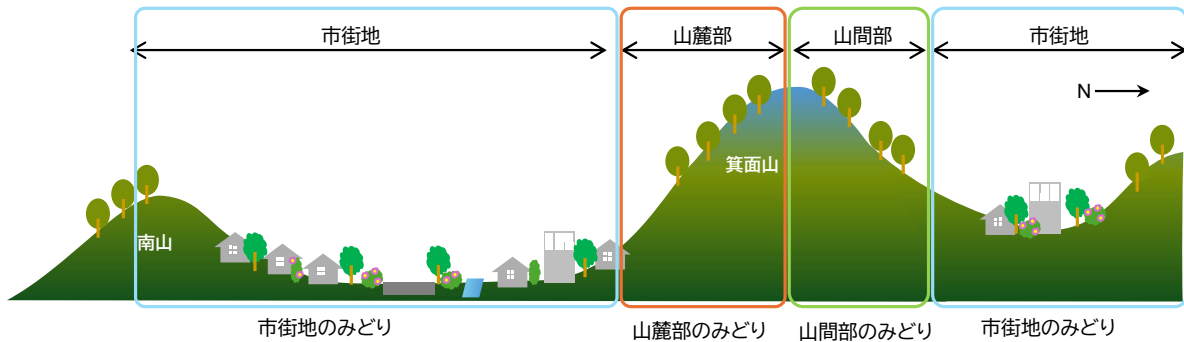 市街地
山麓部
山間部
市街地
N
箕面山
南山
市街地のみどり
山麓部のみどり
山間部のみどり
市街地のみどり